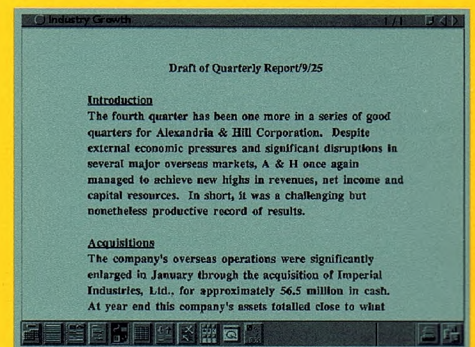 Industry Growth 1/1
Draft of Quarterly Report/9/25
Introduction
The fourth quarter has been one more in a series of good
quarters for Alexandria & Hill Corporation. Despite
external economic pressures and significant disruptions in
several major overseas markets, A & H once again
managed to achieve new highs in revenues, net income and
capital resources. In short, it was a challenging but
nonetheless productive record of results.
Acquisitions
The company's overseas operations were significantly
enlarged in January through the acquisition of Imperial
Industries, Ltd., for approximately 56.5 million in cash.
At year end this company's assets totalled close to what